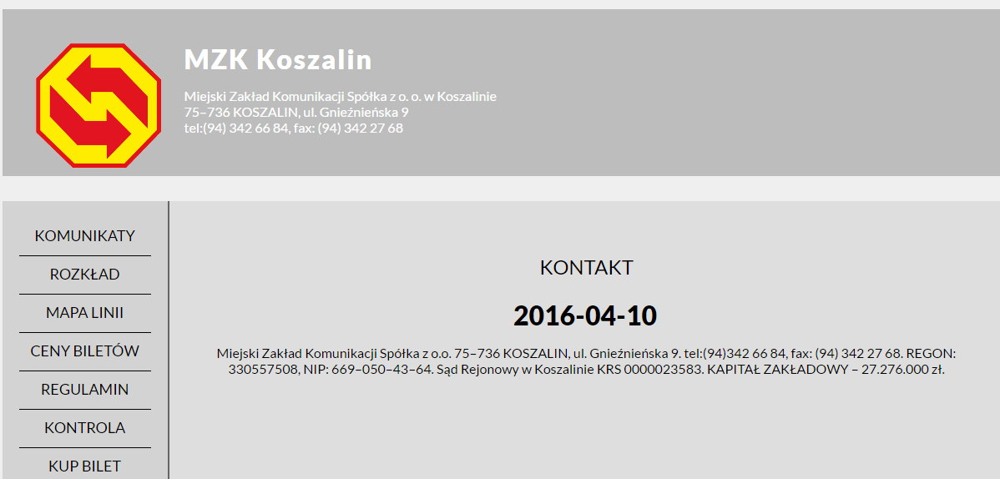 MZK Koszalin
Miejski Zakład Komunikacji Spółka z o. o. w Koszalinie
75–736 KOSZALIN, ul. Gnieźnieńska 9
tel:(94) 342 66 84, fax: (94) 342 27 68
KOMUNIKATY
ROZKŁAD
MAPA LINII
CENY BILETÓW
REGULAMIN
KONTROLA
KUP BILET
KONTAKT
2016-04-10
Miejski Zakład Komunikacji Spółka z o.o. 75–736 KOSZALIN, ul. Gnieźnieńska 9. tel:(94)342 66 84, fax: (94) 342 27 68. REGON:
330557508, NIP: 669–050–43–64. Sąd Rejonowy w Koszalinie KRS 0000023583. KAPITAŁ ZAKŁADOWY – 27.276.000 zł.